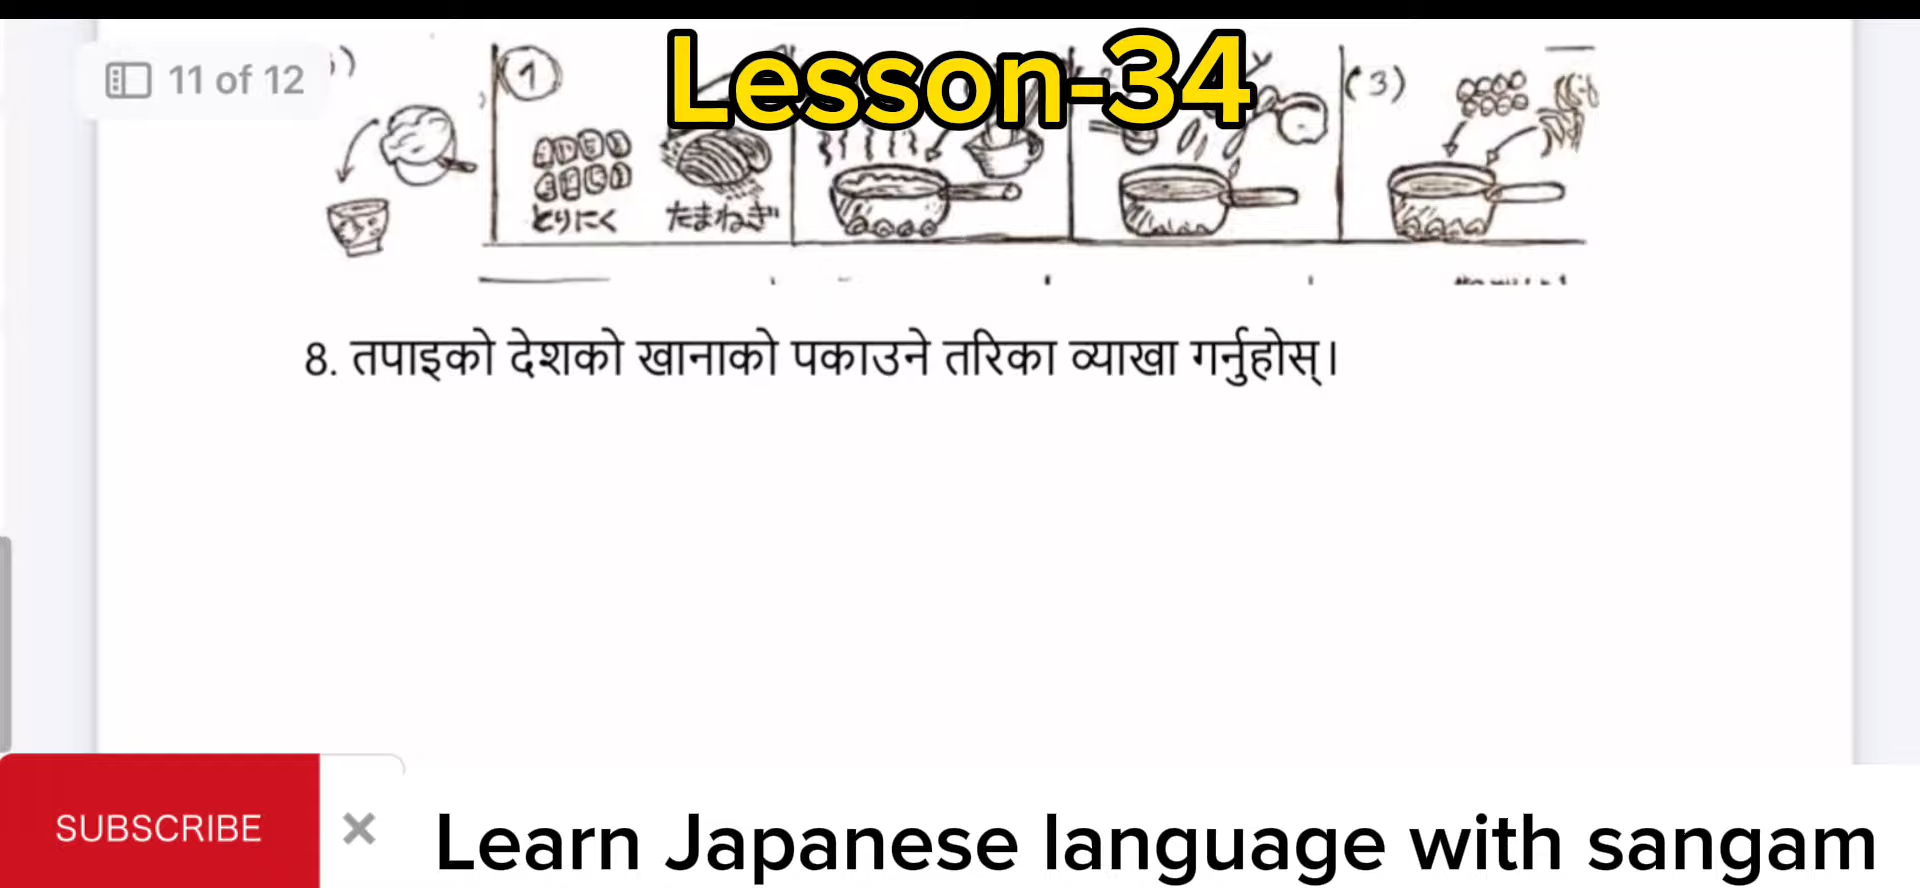 Lesson-34
11 of 12
1
(3)
とりにく
たまねぎ
8. तपाइको देशको खानाको पकाउने तरिका व्याखा गर्नुहोस्।
SUBSCRIBE
Learn Japanese language with sangam